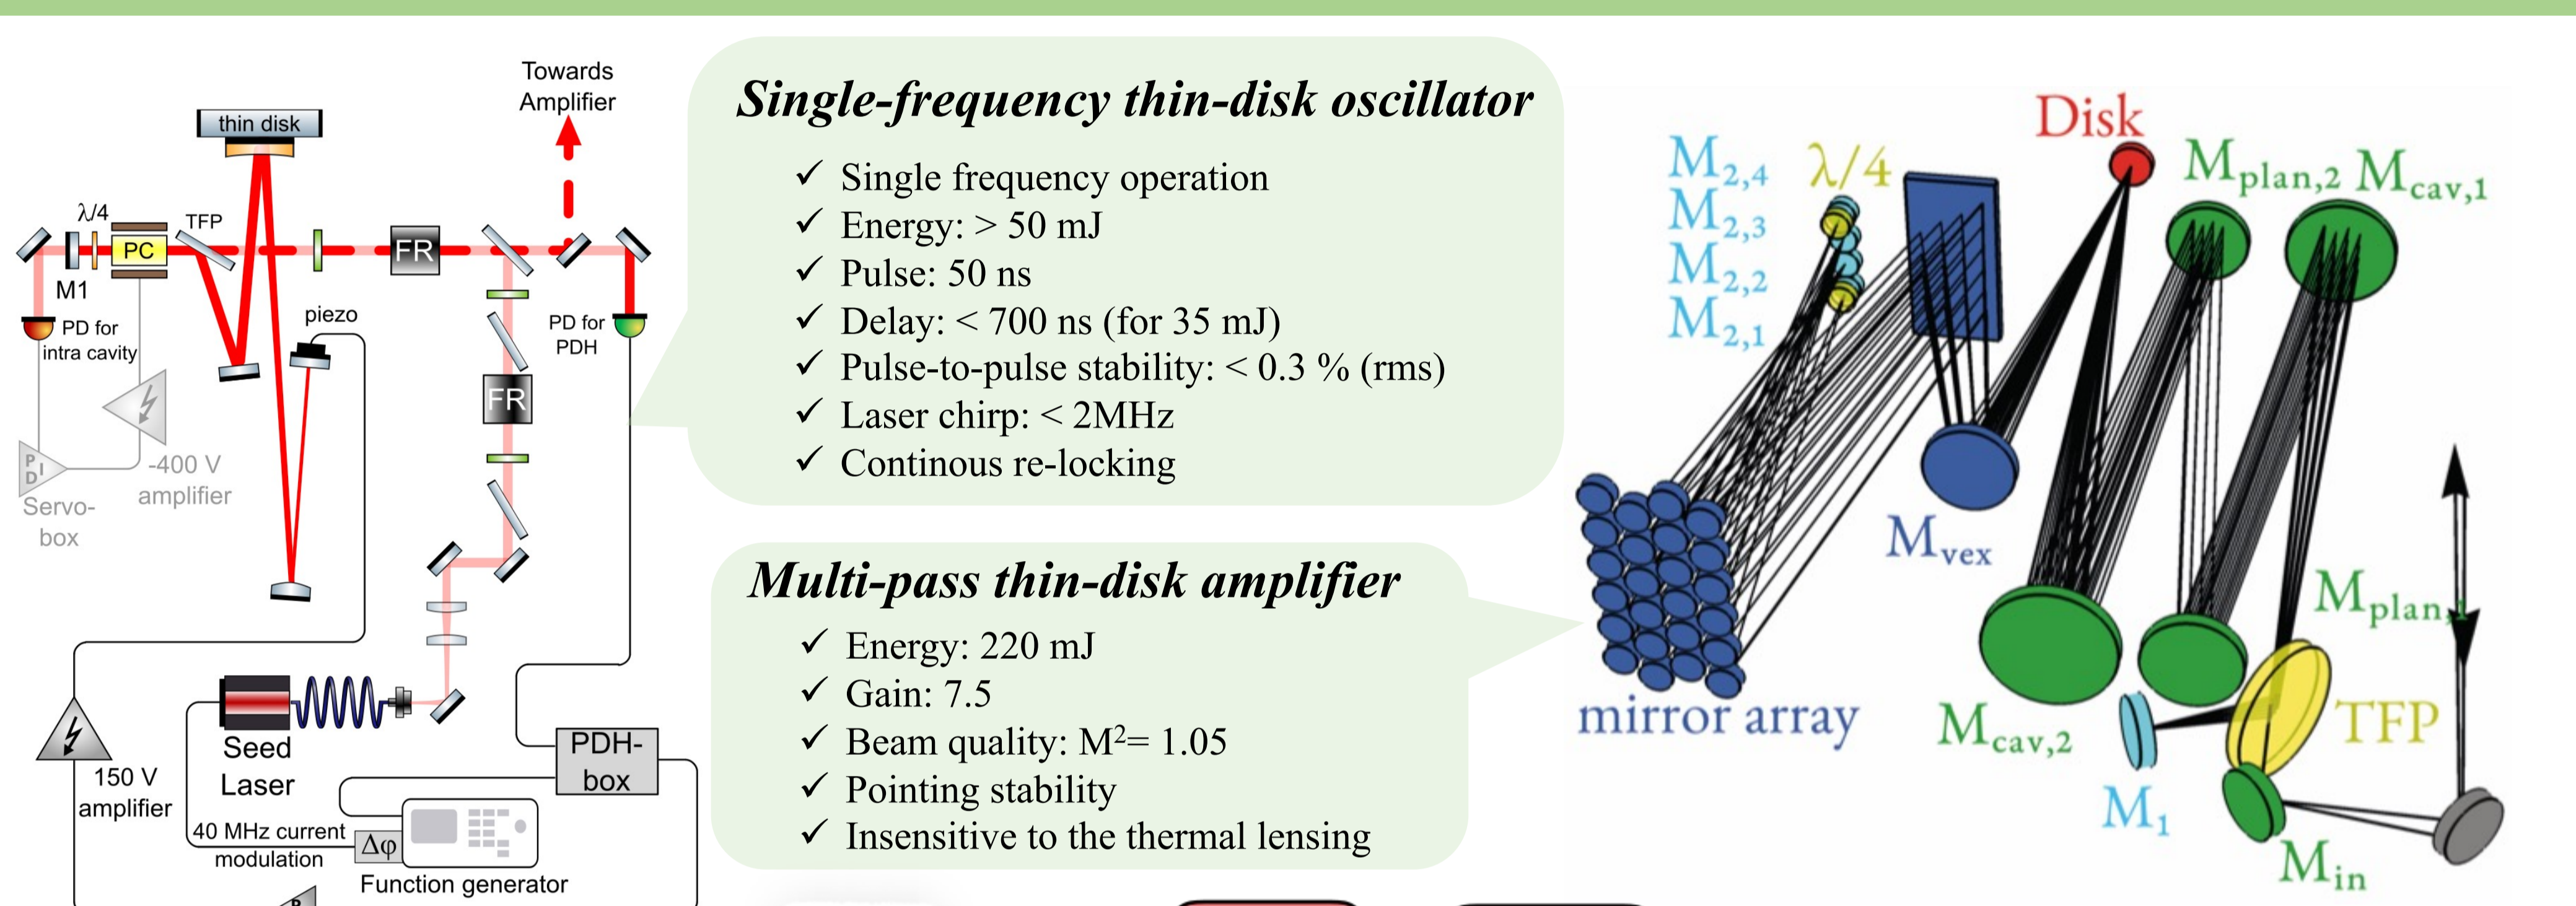 Towards
Amplifier
thin disk
λ/4
TFP
PC
FR
M1
PD for
intra cavity
piezo
PD for
PDH
FR
P
I
D
Servo-
box
-400 V
amplifier
Seed
Laser
150 V
amplifier
40 MHz current
modulation
Δφ
Function generator
PDH-
box
P
Single-frequency thin-disk oscillator
✓ Single frequency operation
✓ Energy: > 50 mJ
✓ Pulse: 50 ns
✓ Delay: < 700 ns (for 35 mJ)
✓ Pulse-to-pulse stability: < 0.3 % (rms)
✓ Laser chirp: < 2MHz
✓ Continous re-locking
Multi-pass thin-disk amplifier
✓ Energy: 220 mJ
✓ Gain: 7.5
✓ Beam quality: M²= 1.05
✓ Pointing stability
✓ Insensitive to the thermal lensing
Disk
M2,4
M2,3
M2,2
M2,1
λ/4
Mplan,2 Mcav,1
Mvex
Mplan,1
mirror array
Mcav,2
TFP
M1
Min